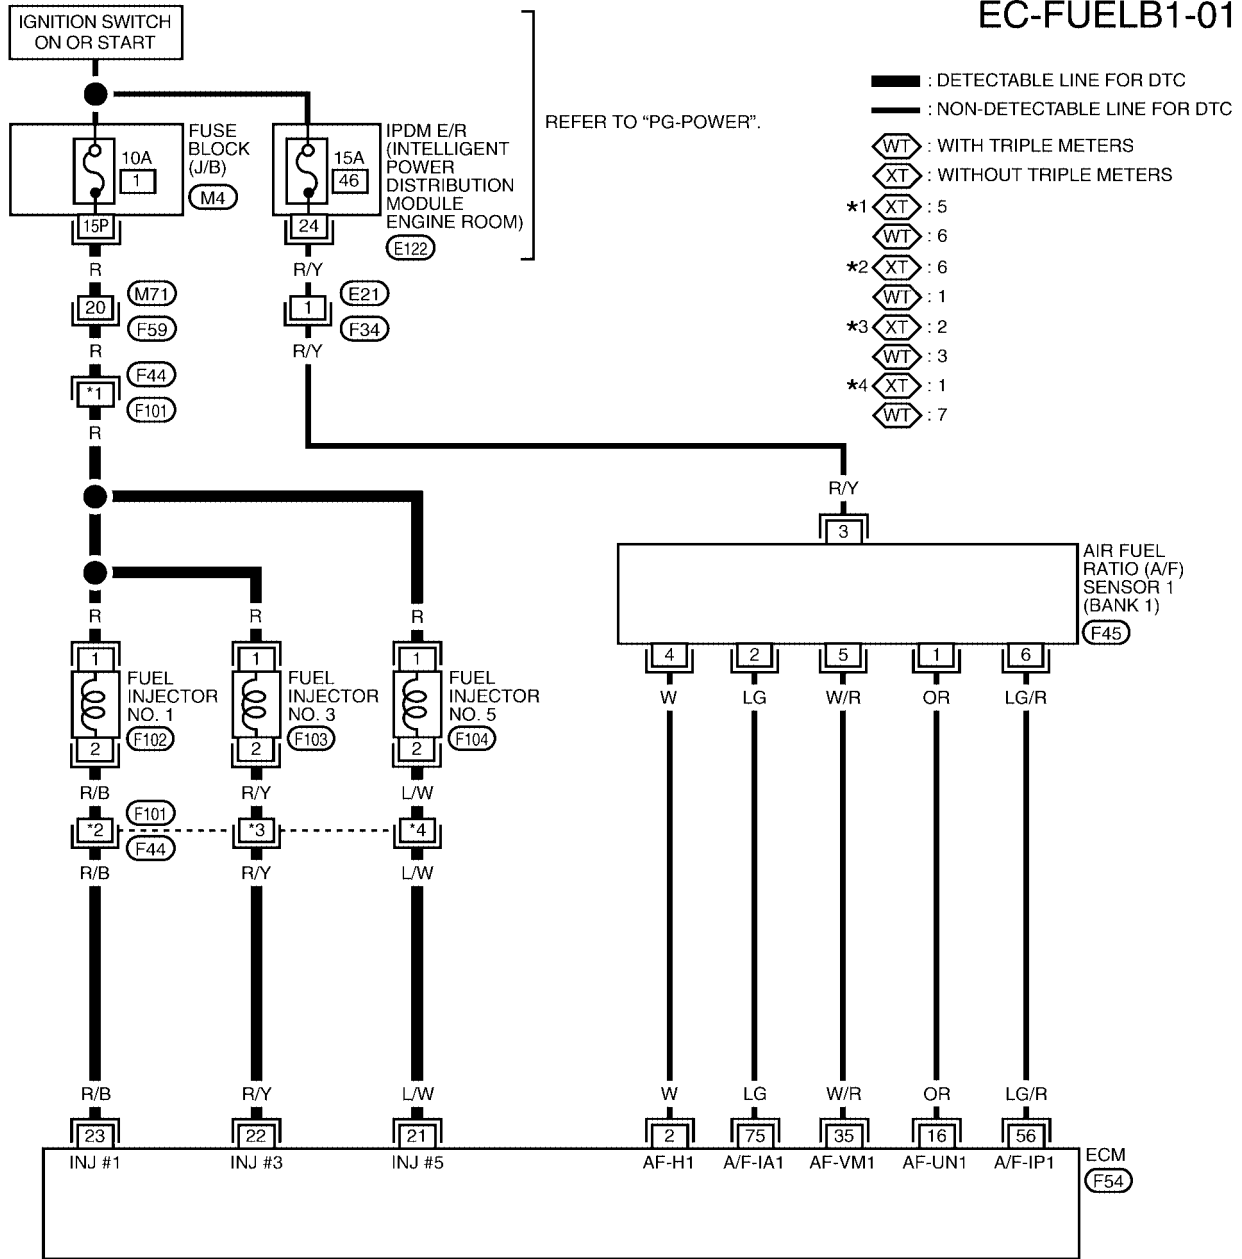 EC-FUELB1-01
IGNITION SWITCH
ON OR START
: DETECTABLE LINE FOR DTC
: NON-DETECTABLE LINE FOR DTC
WT : WITH TRIPLE METERS
XT : WITHOUT TRIPLE METERS
*1 XT : 5
WT : 6
*2 XT : 6
WT : 1
*3 XT : 2
WT : 3
*4 XT : 1
WT : 7
REFER TO "PG-POWER".
10A
1
FUSE
BLOCK
(J/B)
M4
15A
46
IPDM E/R
(INTELLIGENT
POWER
DISTRIBUTION
MODULE
ENGINE ROOM)
E122
15P
24
R
R/Y
20
M71
F59
1
E21
F34
R
R/Y
*1
F44
F101
R
R/Y
3
AIR FUEL
RATIO (A/F)
SENSOR 1
(BANK 1)
F45
R
R
R
1
1
1
FUEL
INJECTOR
NO. 1
F102
FUEL
INJECTOR
NO. 3
F103
FUEL
INJECTOR
NO. 5
F104
2
2
2
4
2
5
1
6
W
LG
W/R
OR
LG/R
R/B
R/Y
L/W
F101
*2
*3
*4
F44
R/B
R/Y
L/W
R/B
R/Y
L/W
W
LG
W/R
OR
LG/R
23
22
21
2
75
35
16
56
INJ #1
INJ #3
INJ #5
AF-H1
A/F-IA1
AF-VM1
AF-UN1
A/F-IP1
ECM
F54